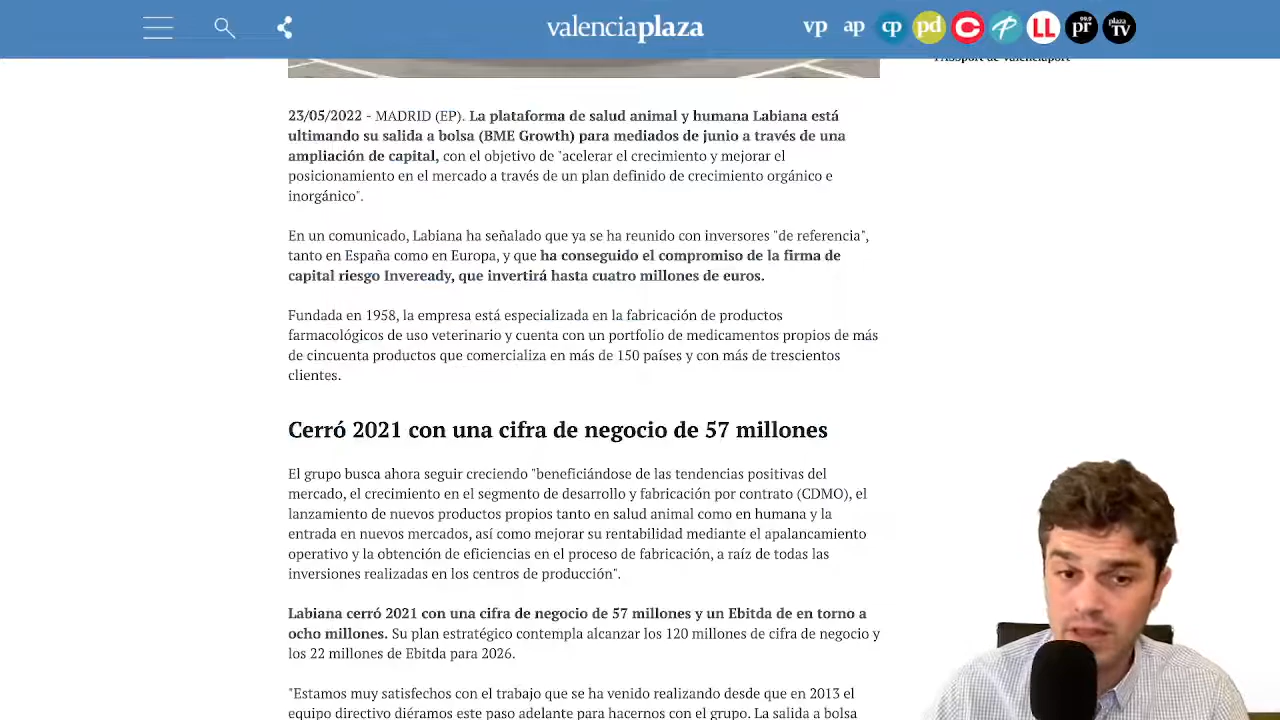 valenciaplaza
vp ap cp pd C P LL 99.9 pr plaza TV
PASSport de Valenciaport
23/05/2022 - MADRID (EP). La plataforma de salud animal y humana Labiana está
ultimando su salida a bolsa (BME Growth) para mediados de junio a través de una
ampliación de capital, con el objetivo de "acelerar el crecimiento y mejorar el
posicionamiento en el mercado a través de un plan definido de crecimiento orgánico e
inorgánico".
En un comunicado, Labiana ha señalado que ya se ha reunido con inversores "de referencia",
tanto en España como en Europa, y que ha conseguido el compromiso de la firma de
capital riesgo Inveready, que invertirá hasta cuatro millones de euros.
Fundada en 1958, la empresa está especializada en la fabricación de productos
farmacológicos de uso veterinario y cuenta con un portfolio de medicamentos propios de más
de cincuenta productos que comercializa en más de 150 países y con más de trescientos
clientes.
Cerró 2021 con una cifra de negocio de 57 millones
El grupo busca ahora seguir creciendo "beneficiándose de las tendencias positivas del
mercado, el crecimiento en el segmento de desarrollo y fabricación por contrato (CDMO), el
lanzamiento de nuevos productos propios tanto en salud animal como en humana y la
entrada en nuevos mercados, así como mejorar su rentabilidad mediante el apalancamiento
operativo y la obtención de eficiencias en el proceso de fabricación, a raíz de todas las
inversiones realizadas en los centros de producción".
Labiana cerró 2021 con una cifra de negocio de 57 millones y un Ebitda de en torno a
ocho millones. Su plan estratégico contempla alcanzar los 120 millones de cifra de negocio y
los 22 millones de Ebitda para 2026.
"Estamos muy satisfechos con el trabajo que se ha venido realizando desde que en 2013 el
equipo directivo diéramos este paso adelante para hacernos con el grupo. La salida a bolsa